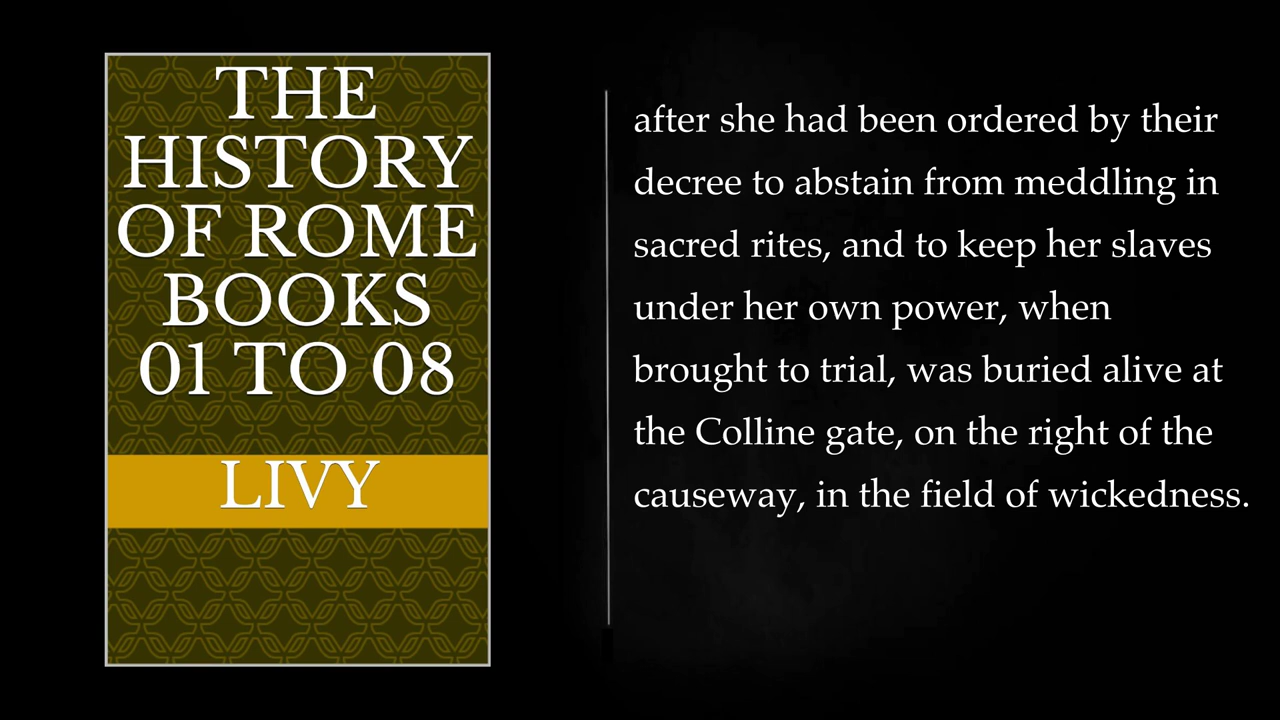 THE
HISTORY
OF ROME
BOOKS
01 TO 08
LIVY
after she had been ordered by their
decree to abstain from meddling in
sacred rites, and to keep her slaves
under her own power, when
brought to trial, was buried alive at
the Colline gate, on the right of the
causeway, in the field of wickedness.